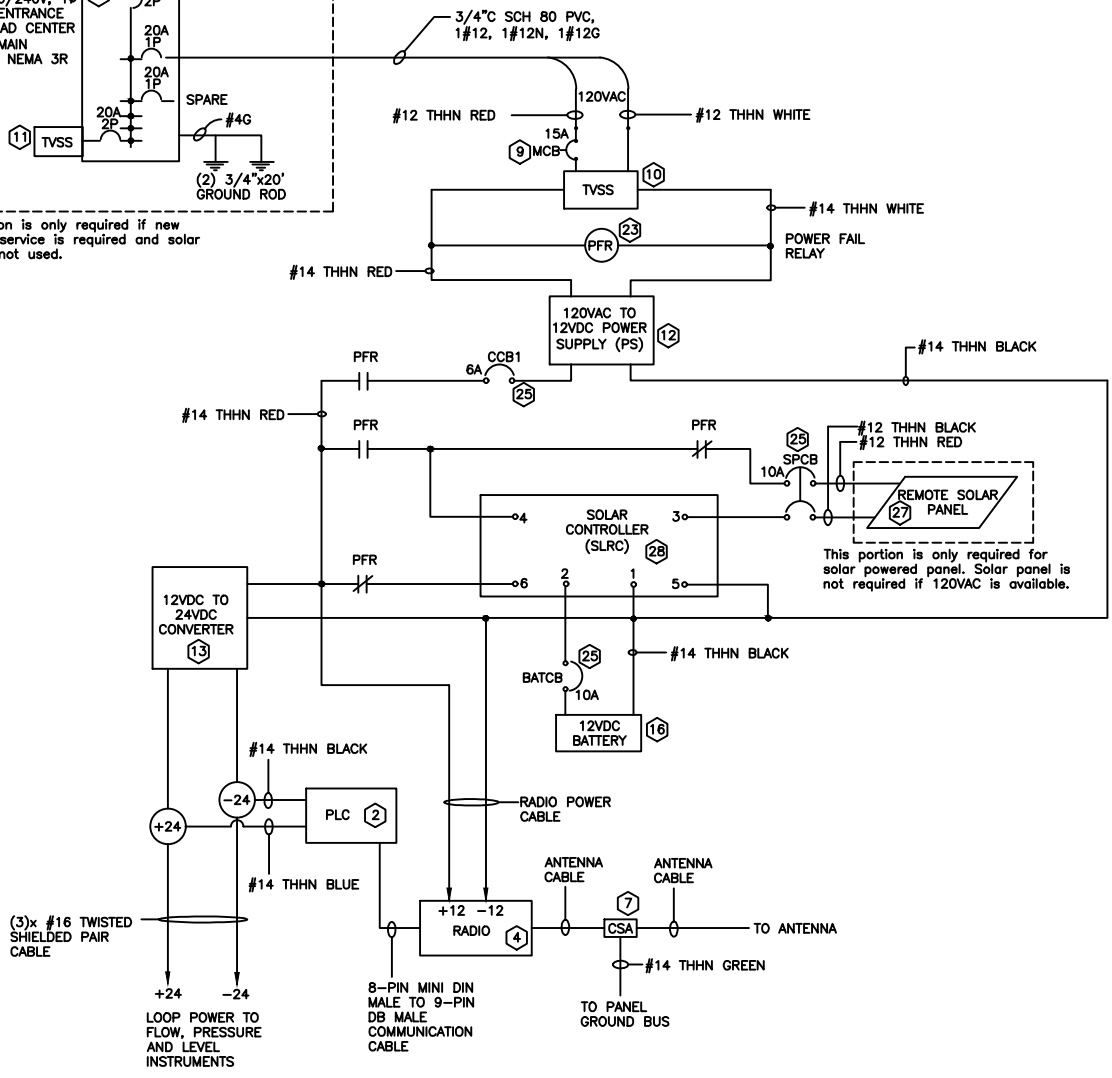 ENTRANCE
MAIN
NEMA 3R
2P
20A
1P
20A
1P
SPARE
20A
2P
#4G
11
TVSS
(2) 3/4"x20'
GROUND ROD
on is only required if new
service is required and solar
not used.
3/4"C SCH 80 PVC,
1#12, 1#12N, 1#12G
120VAC
#12 THHN RED
#12 THHN WHITE
15A
9
MCB
TVSS
10
#14 THHN WHITE
PFR
23
POWER FAIL
RELAY
#14 THHN RED
120VAC TO
12VDC POWER
SUPPLY (PS)
12
#14 THHN BLACK
PFR
6A
CCB1
25
#14 THHN RED
PFR
PFR
#12 THHN BLACK
#12 THHN RED
25
SPCB
10A
REMOTE SOLAR
PANEL
27
This portion is only required for
solar powered panel. Solar panel is
not required if 120VAC is available.
4
SOLAR
CONTROLLER
(SLRC)
3
28
PFR
6
2
1
5
12VDC TO
24VDC
CONVERTER
13
#14 THHN BLACK
25
BATCB
10A
12VDC
BATTERY
16
#14 THHN BLACK
-24
+24
PLC
2
#14 THHN BLUE
RADIO POWER
CABLE
(3)x #16 TWISTED
SHIELDED PAIR
CABLE
+12 -12
RADIO
4
ANTENNA
CABLE
ANTENNA
CABLE
7
CSA
TO ANTENNA
#14 THHN GREEN
TO PANEL
GROUND BUS
8-PIN MINI DIN
MALE TO 9-PIN
DB MALE
COMMUNICATION
CABLE
+24
-24
LOOP POWER TO
FLOW, PRESSURE
AND LEVEL
INSTRUMENTS